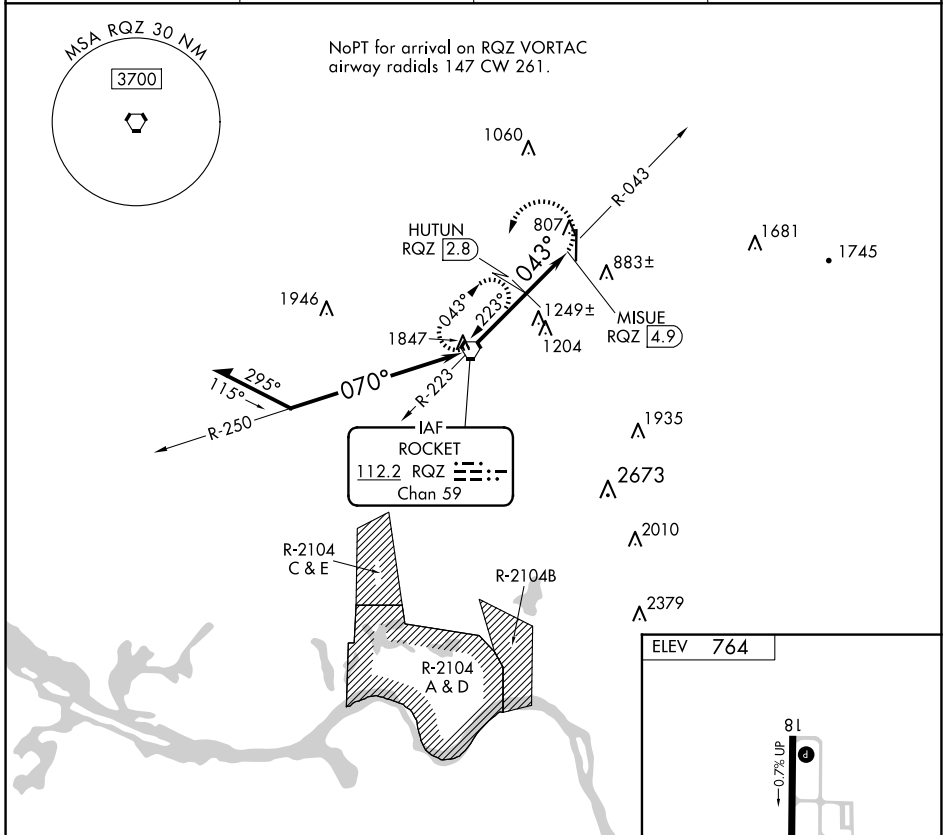 MSA RQZ 30 NM
3700
NoPT for arrival on RQZ VORTAC
airway radials 147 CW 261.
1060
R-043
HUTUN
RQZ 2.8
807
043°
1681
1745
883±
1946
043°
223°
1249±
MISUE
RQZ 4.9
1847
1204
295°
115°
070°
R-223
R-250
IAF
ROCKET
112.2 RQZ
Chan 59
1935
2673
2010
R-2104
C & E
R-2104B
2379
R-2104
A & D
ELEV 764
18
0.7% UP
P